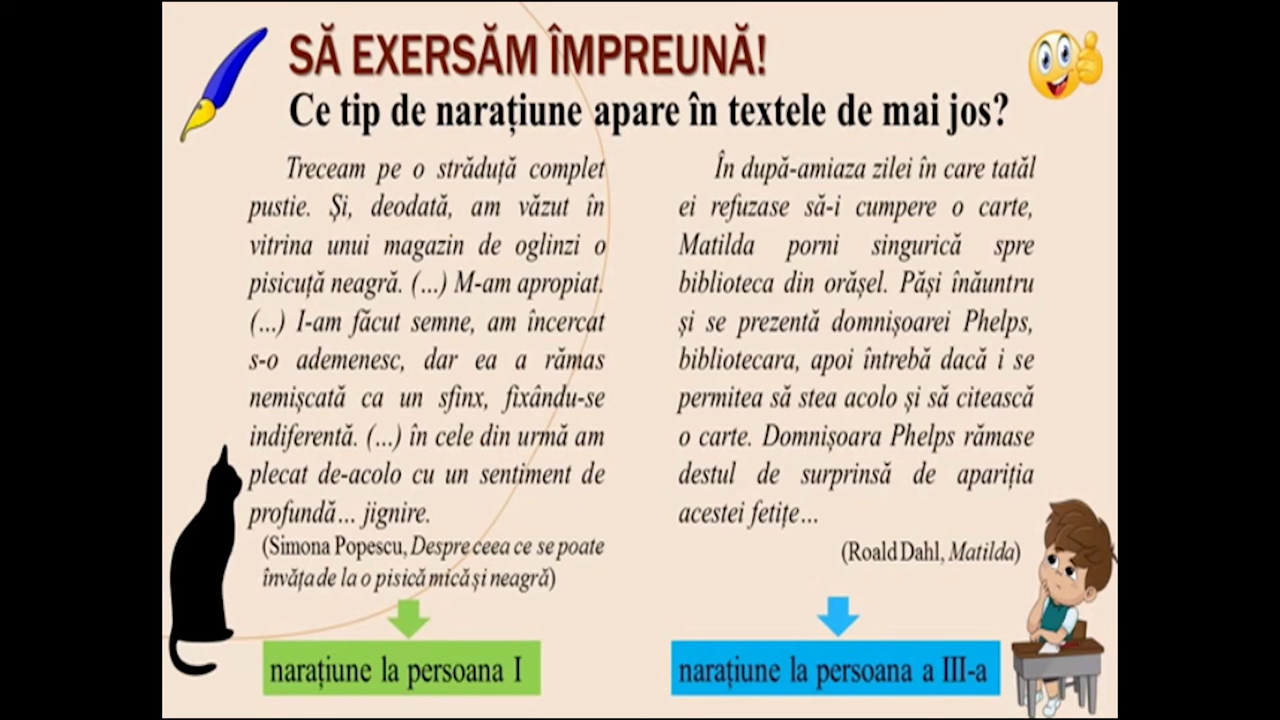 SĂ EXERSĂM ÎMPREUNĂ!
Ce tip de narațiune apare în textele de mai jos?
Treceam pe o străduță complet
pustie. Și, deodată, am văzut în
vitrina unui magazin de oglinzi o
pisicuță neagră. (…) M-am apropiat.
(…) I-am făcut semne, am încercat
s-o ademenesc, dar ea a rămas
nemișcată ca un sfinx, fixându-se
indiferentă. (…) în cele din urmă am
plecat de-acolo cu un sentiment de
profundă… jignire.
(Simona Popescu, Despre ceea ce se poate
învăța de la o pisică mică și neagră)
narațiune la persoana I
În după-amiaza zilei în care tatăl
ei refuzase să-i cumpere o carte,
Matilda porni singurică spre
biblioteca din orășel. Păși înăuntru
și se prezentă domnișoarei Phelps,
bibliotecara, apoi întrebă dacă i se
permitea să stea acolo și să citească
o carte. Domnișoara Phelps rămase
destul de surprinsă de apariția
acestei fetițe…
(Roald Dahl, Matilda)
narațiune la persoana a III-a